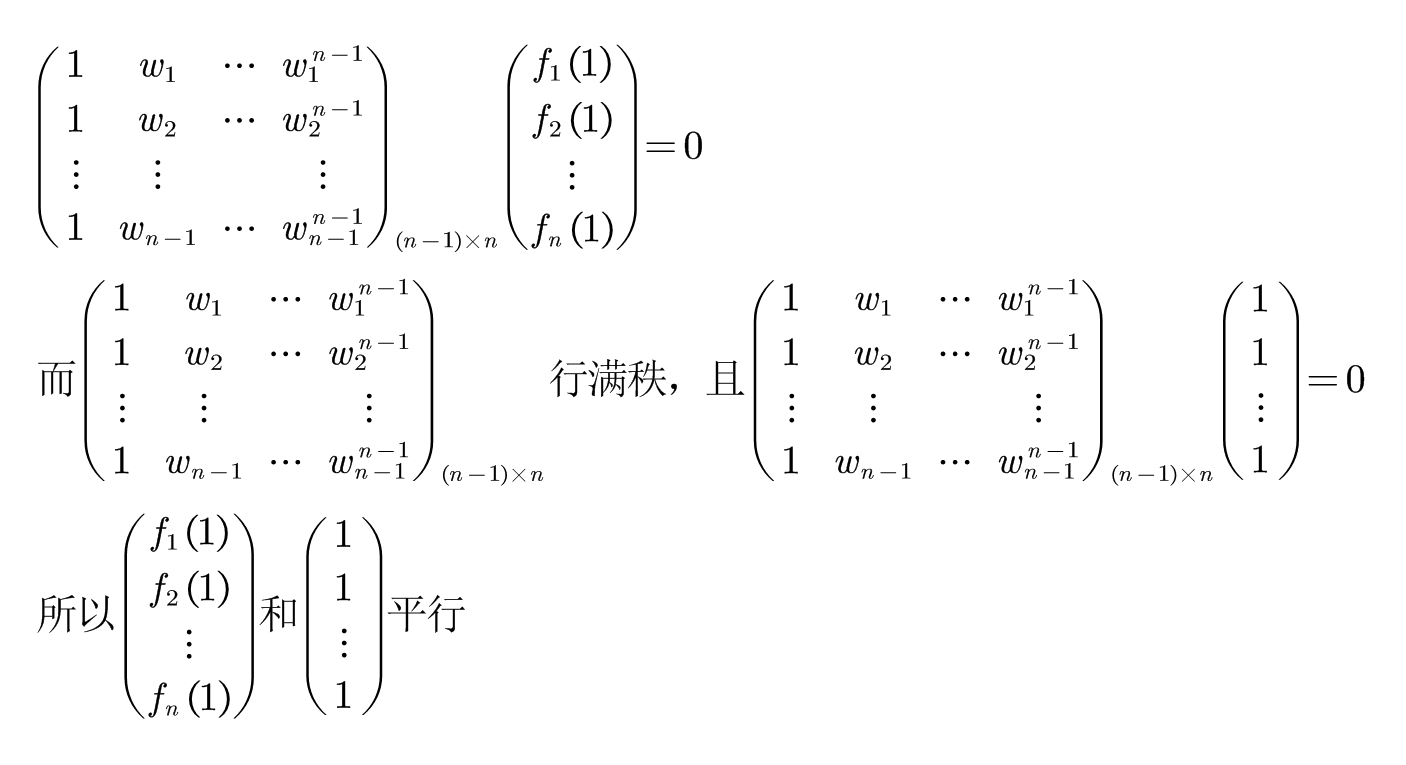 $\begin{pmatrix} 1 & w_1 & \cdots & w_1^{n-1} \\ 1 & w_2 & \cdots & w_2^{n-1} \\ \vdots & \vdots & & \vdots \\ 1 & w_{n-1} & \cdots & w_{n-1}^{n-1} \end{pmatrix}_{(n-1)\times n} \begin{pmatrix} f_1(1) \\ f_2(1) \\ \vdots \\ f_n(1) \end{pmatrix} = 0$
而$\begin{pmatrix} 1 & w_1 & \cdots & w_1^{n-1} \\ 1 & w_2 & \cdots & w_2^{n-1} \\ \vdots & \vdots & & \vdots \\ 1 & w_{n-1} & \cdots & w_{n-1}^{n-1} \end{pmatrix}_{(n-1)\times n}$行满秩，且$\begin{pmatrix} 1 & w_1 & \cdots & w_1^{n-1} \\ 1 & w_2 & \cdots & w_2^{n-1} \\ \vdots & \vdots & & \vdots \\ 1 & w_{n-1} & \cdots & w_{n-1}^{n-1} \end{pmatrix}_{(n-1)\times n} \begin{pmatrix} 1 \\ 1 \\ \vdots \\ 1 \end{pmatrix} = 0$
所以$\begin{pmatrix} f_1(1) \\ f_2(1) \\ \vdots \\ f_n(1) \end{pmatrix}$和$\begin{pmatrix} 1 \\ 1 \\ \vdots \\ 1 \end{pmatrix}$平行